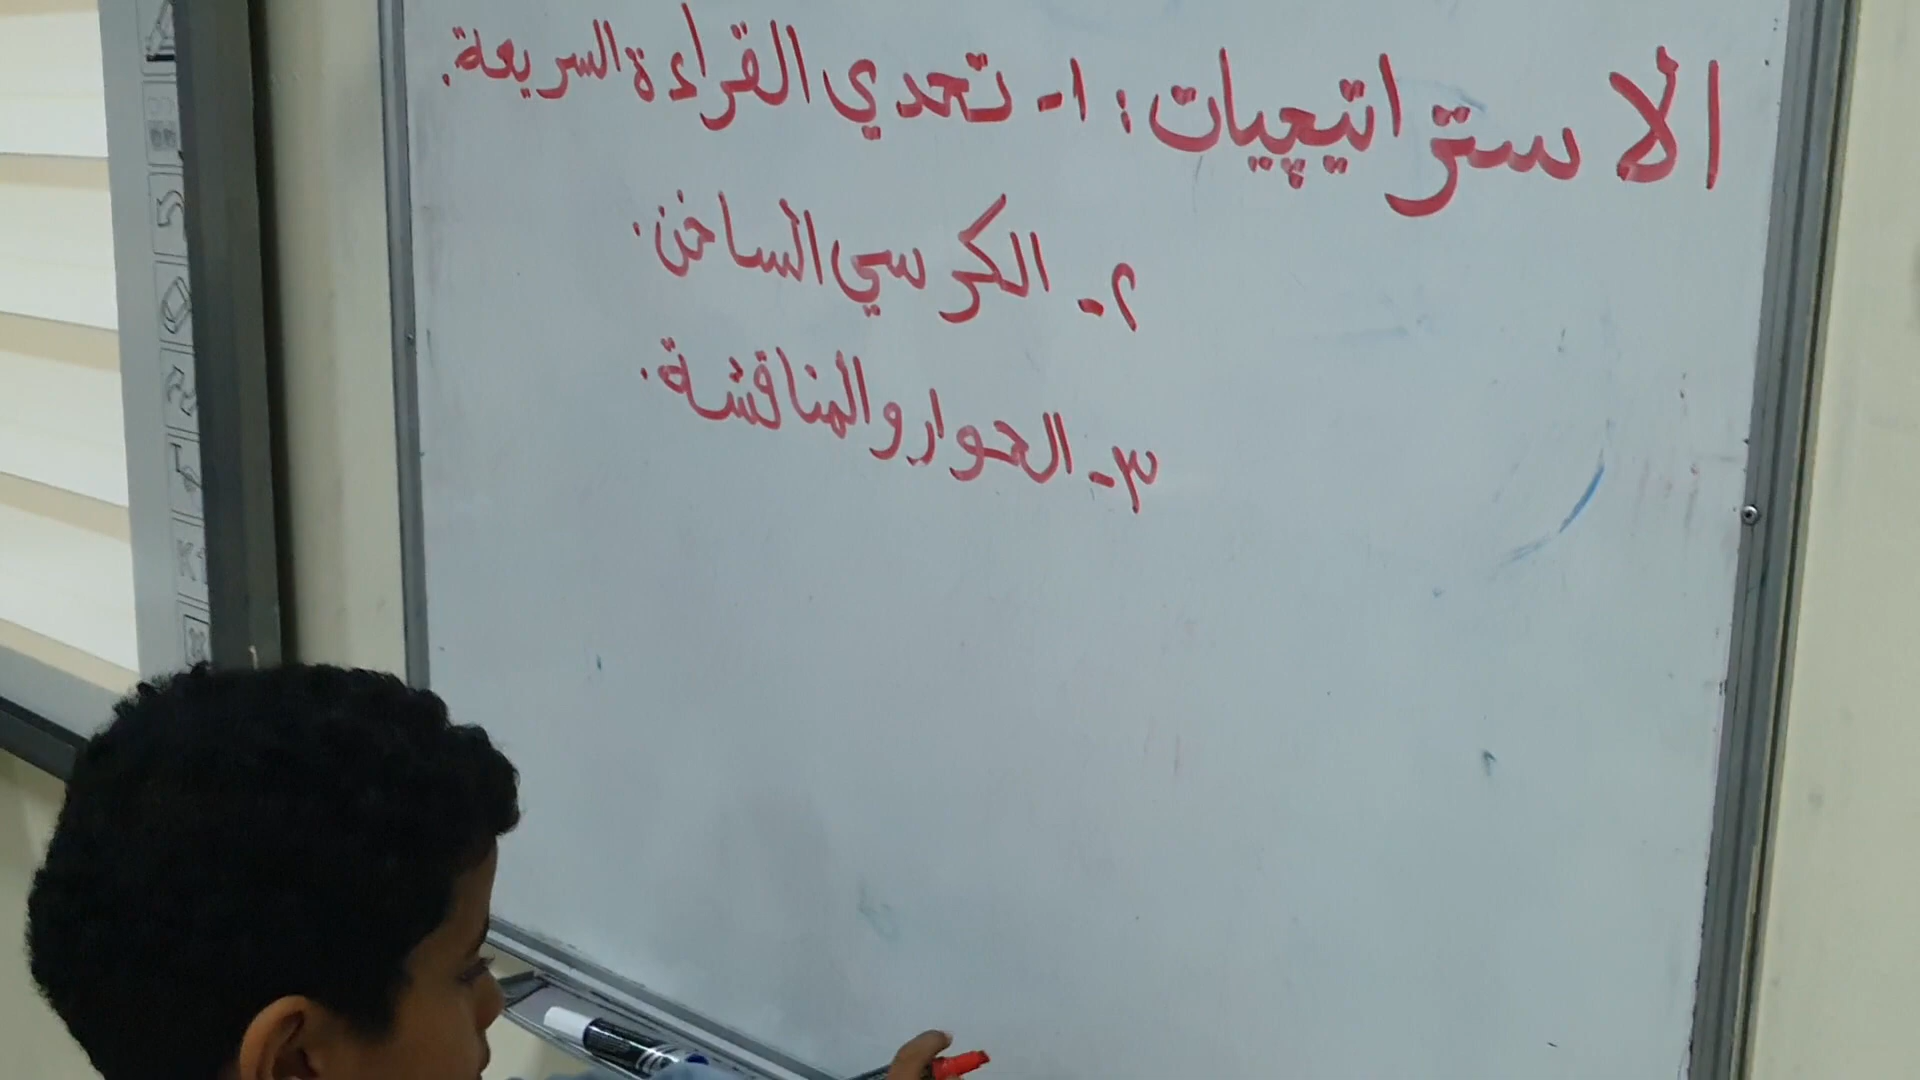 الاستراتيجيات: ١- تحدي القراءة السريعة.
٢- الكرسي الساخن.
٣- الحوار والمناقشة.